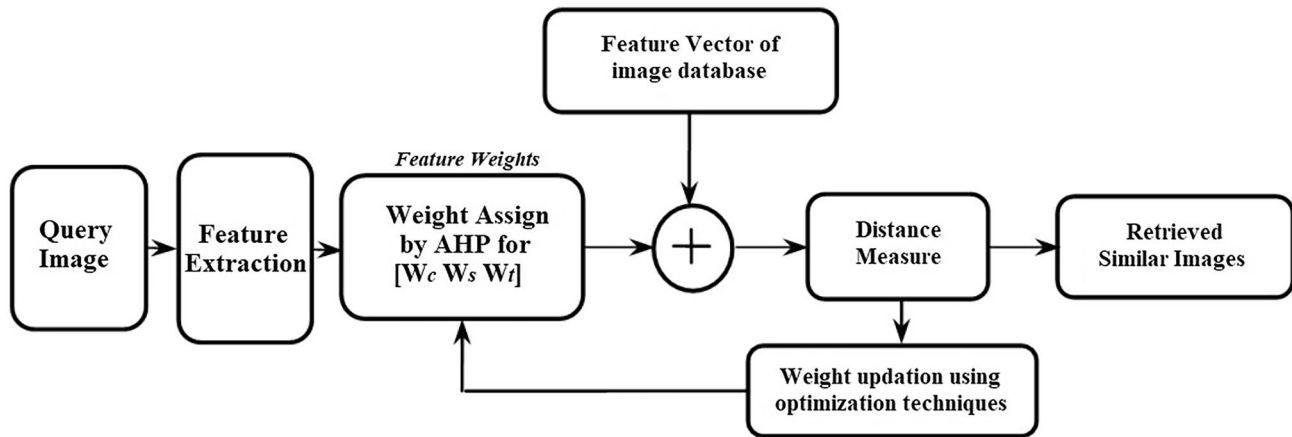 Feature Vector of
image database
Feature Weights
Query
Image
Feature
Extraction
Weight Assign
by AHP for
[Wc Ws Wt]
+
Distance
Measure
Retrieved
Similar Images
Weight updation using
optimization techniques